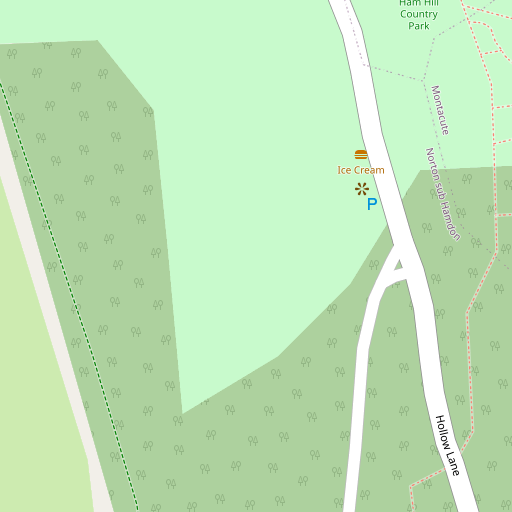 Ham Hill
Country
Park
Montacute
Ice Cream
P
Norton sub Hamdon
Hollow Lane